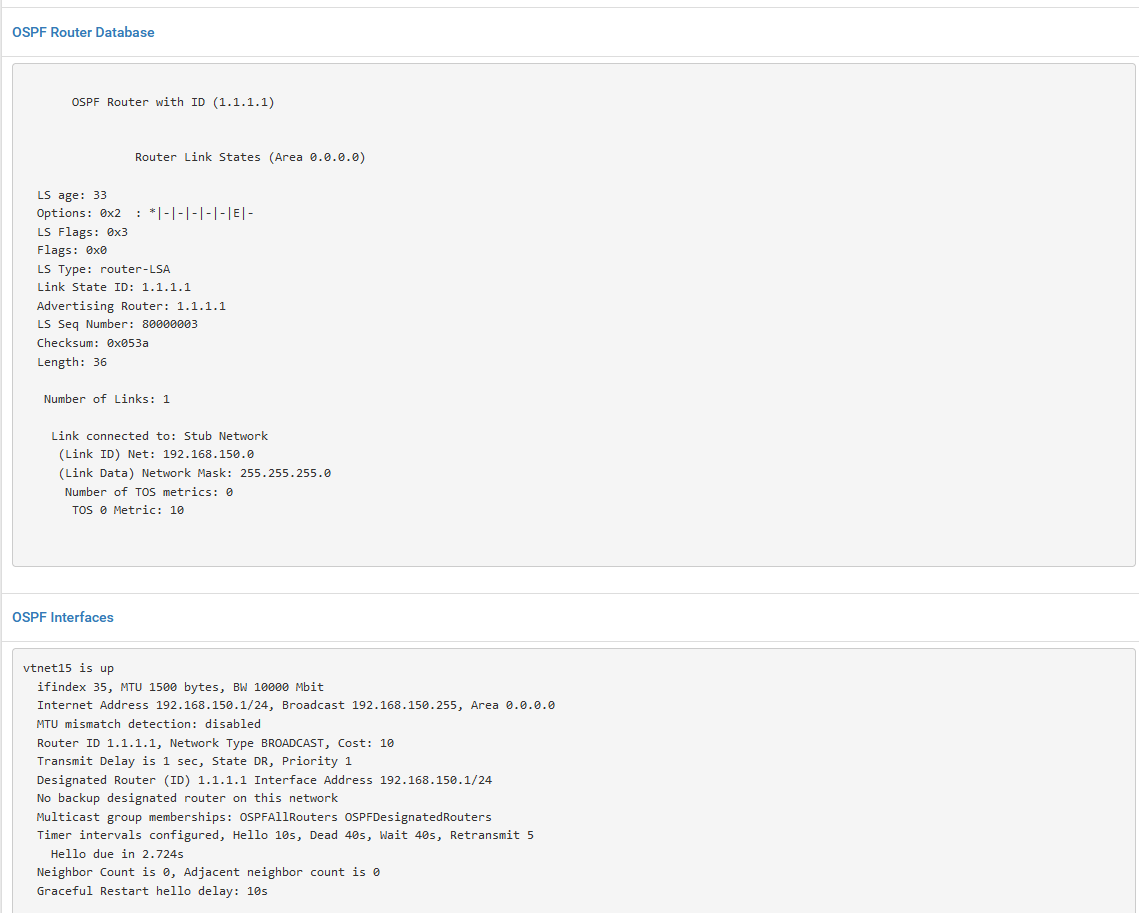 OSPF Router Database
OSPF Router with ID (1.1.1.1)
Router Link States (Area 0.0.0.0)
LS age: 33
Options: 0x2  : *|-|-|-|-|-|E|-
LS Flags: 0x3
Flags: 0x0
LS Type: router-LSA
Link State ID: 1.1.1.1
Advertising Router: 1.1.1.1
LS Seq Number: 80000003
Checksum: 0x053a
Length: 36
Number of Links: 1
Link connected to: Stub Network
(Link ID) Net: 192.168.150.0
(Link Data) Network Mask: 255.255.255.0
Number of TOS metrics: 0
TOS 0 Metric: 10
OSPF Interfaces
vtnet15 is up
ifindex 35, MTU 1500 bytes, BW 10000 Mbit
Internet Address 192.168.150.1/24, Broadcast 192.168.150.255, Area 0.0.0.0
MTU mismatch detection: disabled
Router ID 1.1.1.1, Network Type BROADCAST, Cost: 10
Transmit Delay is 1 sec, State DR, Priority 1
Designated Router (ID) 1.1.1.1 Interface Address 192.168.150.1/24
No backup designated router on this network
Multicast group memberships: OSPFAllRouters OSPFDesignatedRouters
Timer intervals configured, Hello 10s, Dead 40s, Wait 40s, Retransmit 5
Hello due in 2.724s
Neighbor Count is 0, Adjacent neighbor count is 0
Graceful Restart hello delay: 10s